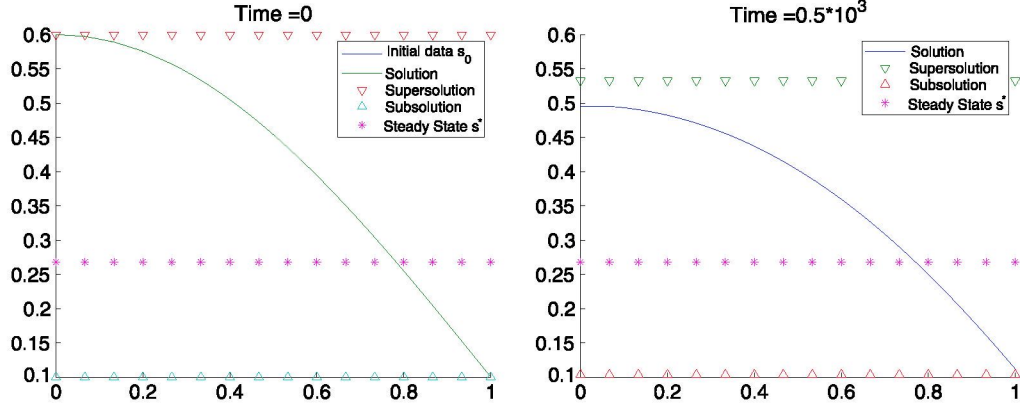 Time =0
0.6
0.55
0.5
0.45
0.4
0.35
0.3
0.25
0.2
0.15
0.1
0 0.2 0.4 0.6 0.8 1
Initial data s₀
Solution
Supersolution
Subsolution
Steady State s*
Time =0.5*10³
0.6
0.55
0.5
0.45
0.4
0.35
0.3
0.25
0.2
0.15
0.1
0 0.2 0.4 0.6 0.8 1
Solution
Supersolution
Subsolution
Steady State s*